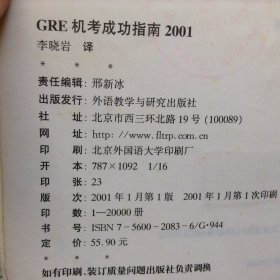 GRE 机考成功指南 2001
李晓岩 译
* * *
责任编辑: 邢新冰
出版发行: 外语教学与研究出版社
社 址: 北京市西三环北路 19 号 (100089)
网 址: http://www.fltrp.com.cn
印 刷: 北京外国语大学印刷厂
开 本: 787×1092 1/16
印 张: 23
版 次: 2001 年 1 月第 1 版 2001 年 1 月第 1 次印刷
印 数: 1—20000 册
书 号: ISBN 7-5600-2083-6/G·944
定 价: 55.90 元
* * *
如有印刷、装订质量问题出版社负责调换